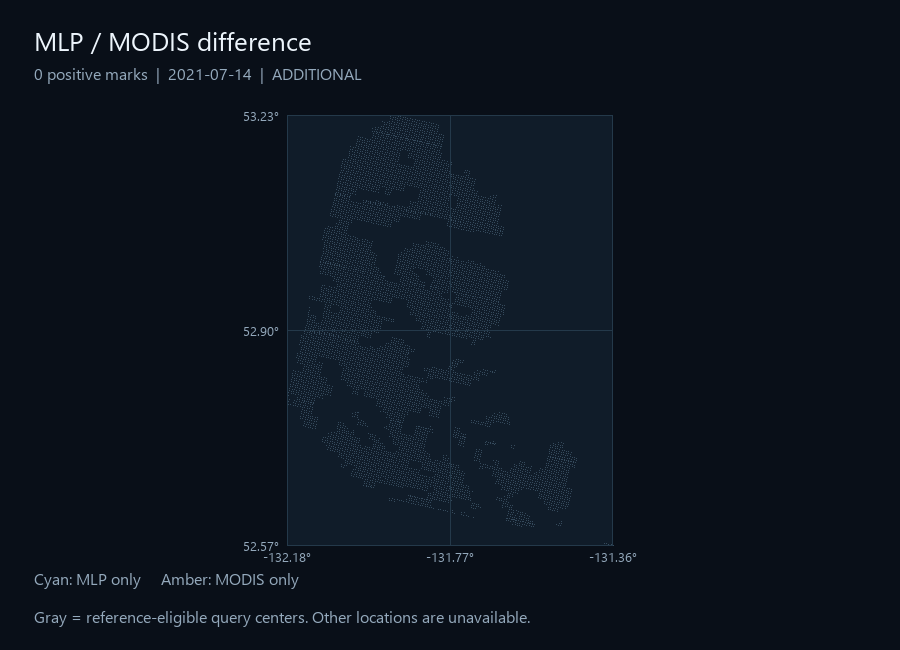 MLP / MODIS difference
0 positive marks | 2021-07-14 | ADDITIONAL
53.23°
52.90°
52.57°
-132.18° -131.77° -131.36°
Cyan: MLP only Amber: MODIS only
Gray = reference-eligible query centers. Other locations are unavailable.